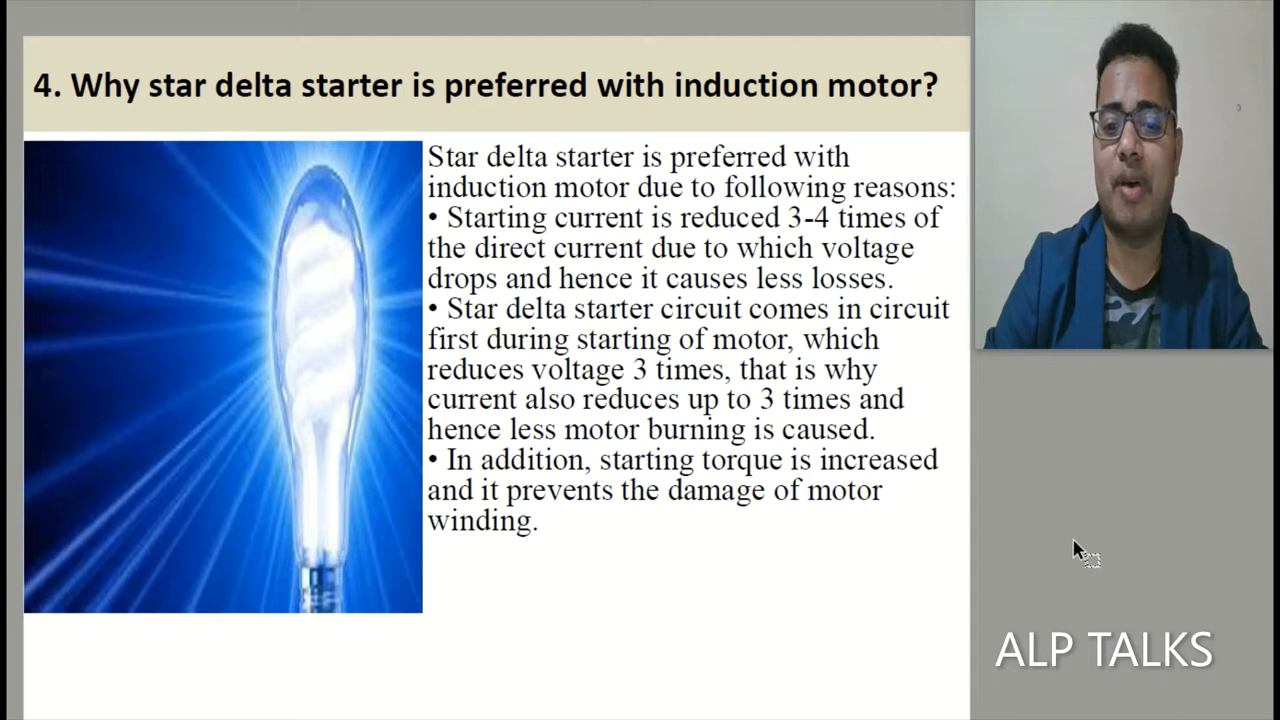 4. Why star delta starter is preferred with induction motor?
Star delta starter is preferred with
induction motor due to following reasons:
• Starting current is reduced 3-4 times of
the direct current due to which voltage
drops and hence it causes less losses.
• Star delta starter circuit comes in circuit
first during starting of motor, which
reduces voltage 3 times, that is why
current also reduces up to 3 times and
hence less motor burning is caused.
• In addition, starting torque is increased
and it prevents the damage of motor
winding.
ALP TALKS